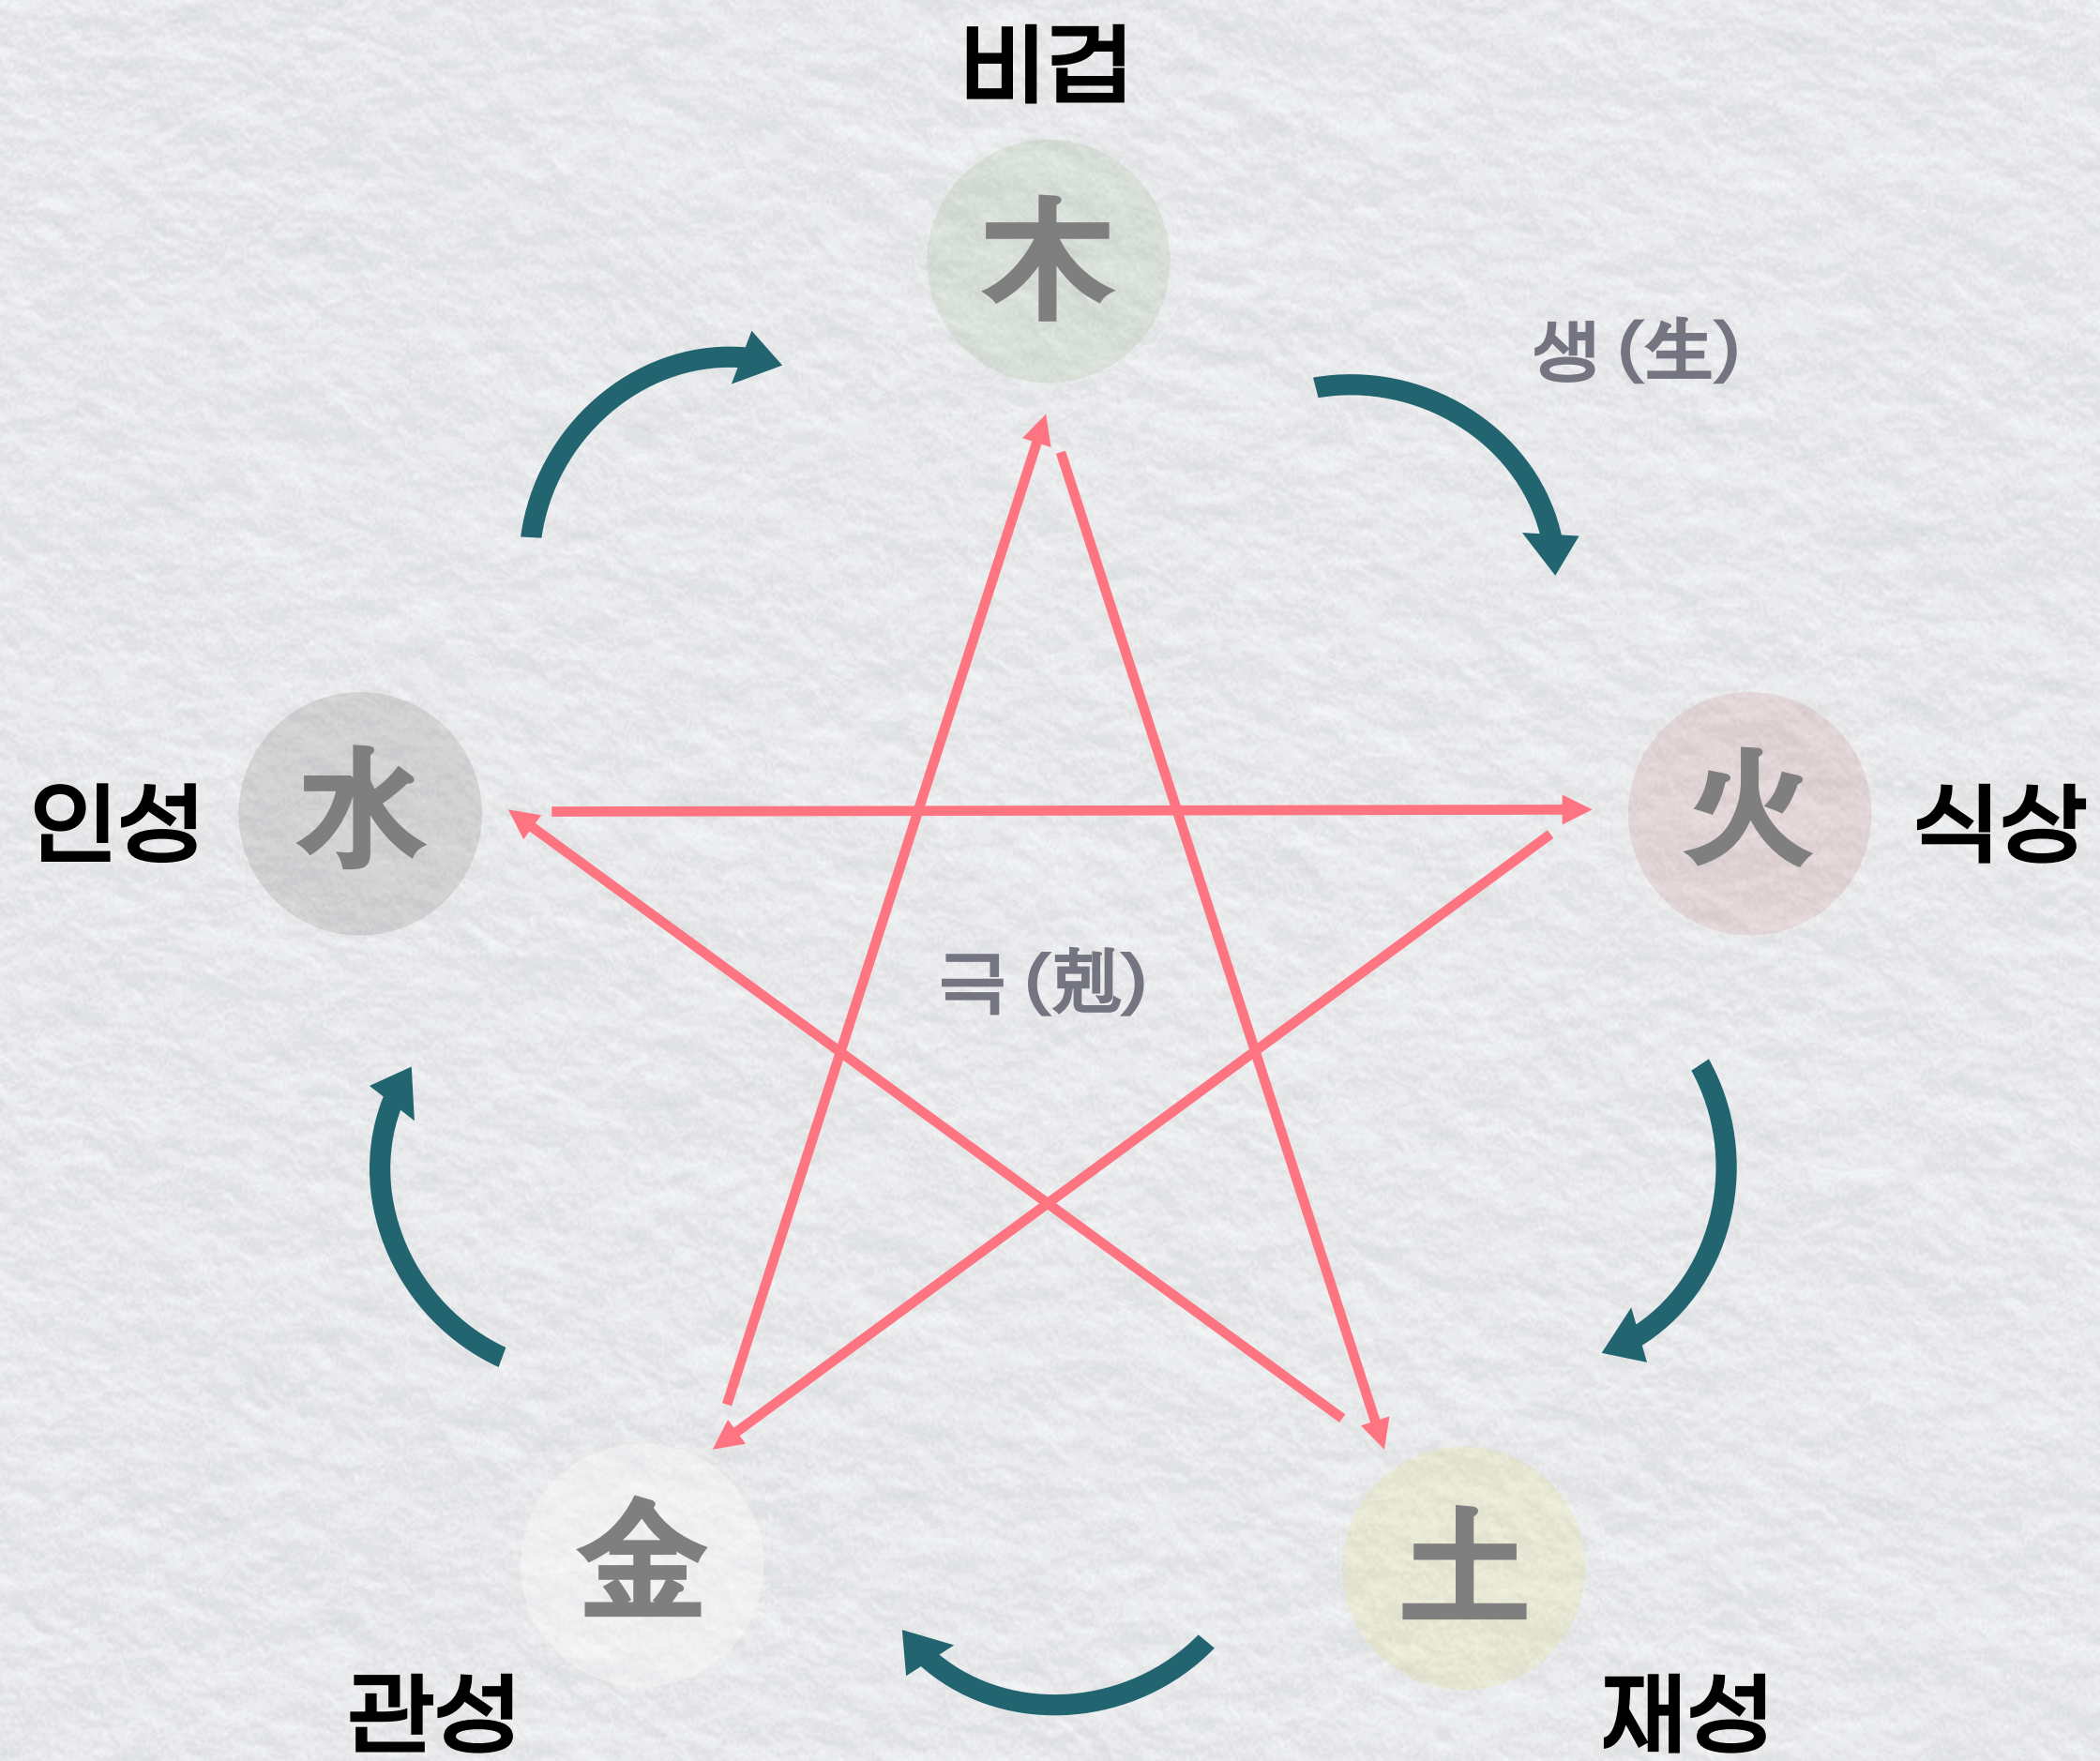 비겁
木
생 (生)
인성
水
火
식상
극 (剋)
金
土
관성
재성